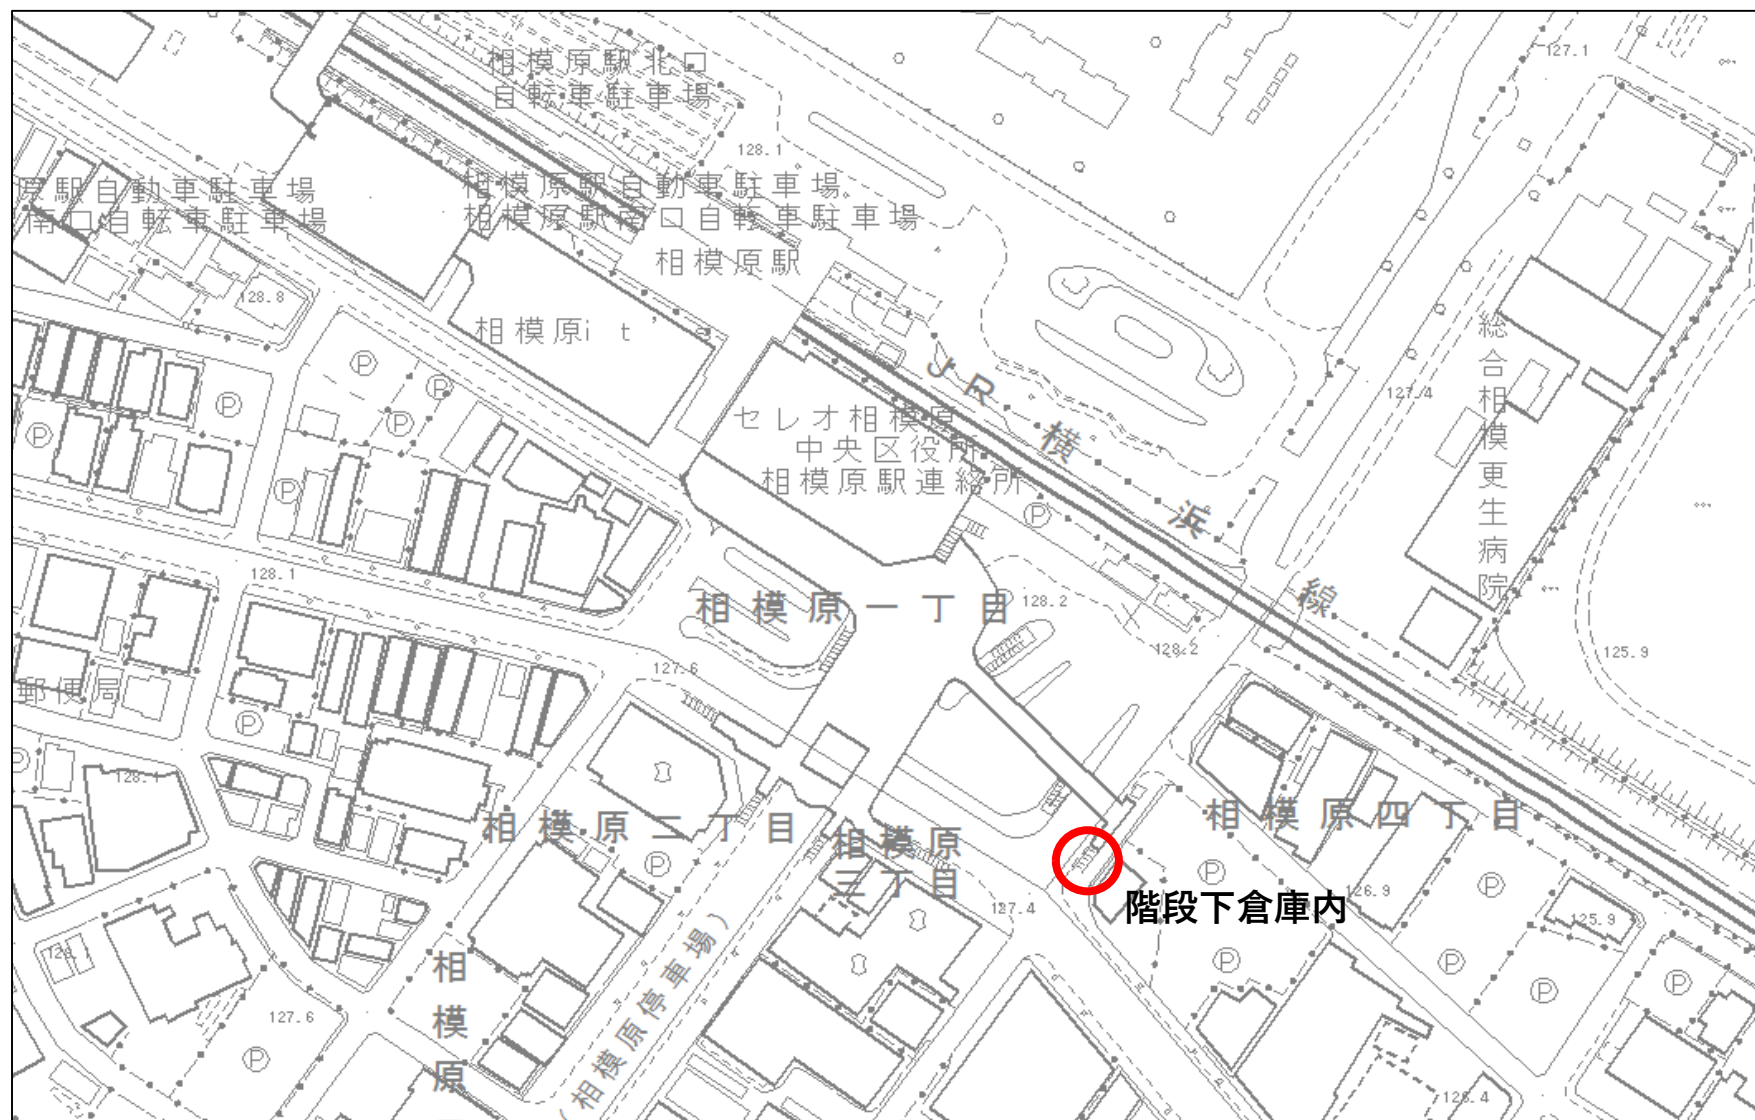 相模原駅北口
自転車駐車場
127.1
128.1
原駅自動車駐車場
南口自転車駐車場
相模原駅自動車駐車場
相模原駅南口自転車駐車場
相模原駅
128.8
相模原it's
JR横浜線
総合相模更生病院
127.4
セレオ相模原
中央区役所
相模原駅連絡所
P
P
P
P
P
P
P
128.1
相模原一丁目
128.2
128.2
125.9
127.6
郵便局
P
P
128.1
相模原二丁目
相模原
三丁目
相模原四丁目
P
P
P
階段下倉庫内
127.4
126.9
125.9
128.1
相模原
(相模原停車場)
P
P
P
P
127.6
P
126.4